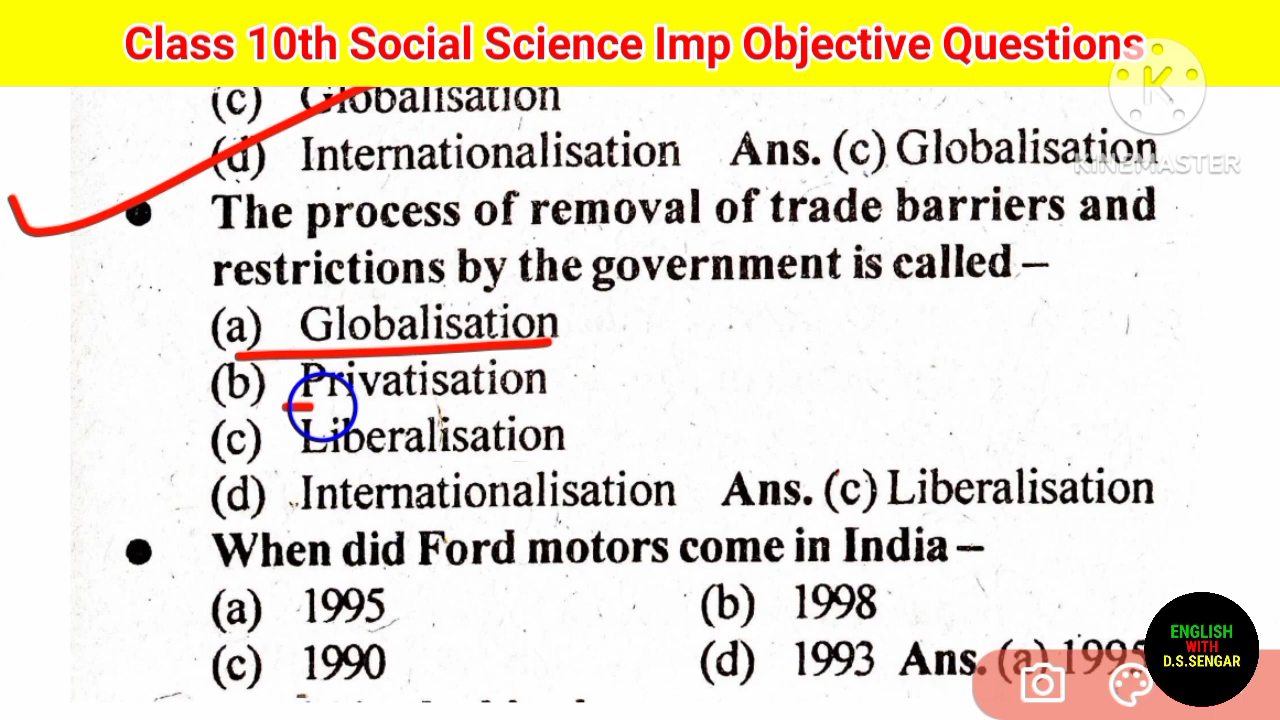 Class 10th Social Science Imp Objective Questions
K
KINEMASTER
(c) Globalisation
(d) Internationalisation Ans. (c) Globalisation
● The process of removal of trade barriers and
restrictions by the government is called –
(a) Globalisation
(b) Privatisation
(c) Liberalisation
(d) Internationalisation Ans. (c) Liberalisation
● When did Ford motors come in India –
(a) 1995 (b) 1998
(c) 1990 (d) 1993 Ans. (a) 1995
ENGLISH
WITH
D.S.SENGAR